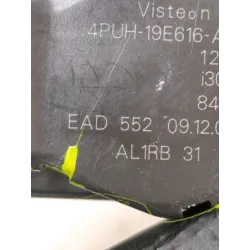 Visteon
4PUH-19E616-A
12
i30
84
EAD 552 09.12.0
AL1RB 31